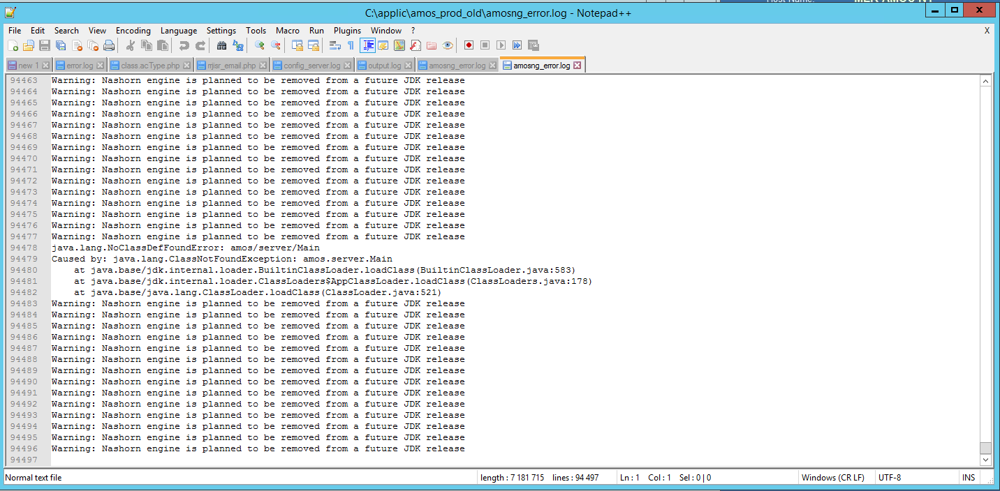 C:\applic\amos_prod_old\amosng_error.log - Notepad++
File Edit Search View Encoding Language Settings Tools Macro Run Plugins Window ? X
new 1 error.log class.acType.php rrjisr_email.php config_server.log output.log amosng_error.log amosng_error.log
94463 Warning: Nashorn engine is planned to be removed from a future JDK release
94464 Warning: Nashorn engine is planned to be removed from a future JDK release
94465 Warning: Nashorn engine is planned to be removed from a future JDK release
94466 Warning: Nashorn engine is planned to be removed from a future JDK release
94467 Warning: Nashorn engine is planned to be removed from a future JDK release
94468 Warning: Nashorn engine is planned to be removed from a future JDK release
94469 Warning: Nashorn engine is planned to be removed from a future JDK release
94470 Warning: Nashorn engine is planned to be removed from a future JDK release
94471 Warning: Nashorn engine is planned to be removed from a future JDK release
94472 Warning: Nashorn engine is planned to be removed from a future JDK release
94473 Warning: Nashorn engine is planned to be removed from a future JDK release
94474 Warning: Nashorn engine is planned to be removed from a future JDK release
94475 Warning: Nashorn engine is planned to be removed from a future JDK release
94476 Warning: Nashorn engine is planned to be removed from a future JDK release
94477 Warning: Nashorn engine is planned to be removed from a future JDK release
94478 java.lang.NoClassDefFoundError: amos/server/Main
94479 Caused by: java.lang.ClassNotFoundException: amos.server.Main
94480 at java.base/jdk.internal.loader.BuiltinClassLoader.loadClass(BuiltinClassLoader.java:583)
94481 at java.base/jdk.internal.loader.ClassLoaders$AppClassLoader.loadClass(ClassLoaders.java:178)
94482 at java.base/java.lang.ClassLoader.loadClass(ClassLoader.java:521)
94483 Warning: Nashorn engine is planned to be removed from a future JDK release
94484 Warning: Nashorn engine is planned to be removed from a future JDK release
94485 Warning: Nashorn engine is planned to be removed from a future JDK release
94486 Warning: Nashorn engine is planned to be removed from a future JDK release
94487 Warning: Nashorn engine is planned to be removed from a future JDK release
94488 Warning: Nashorn engine is planned to be removed from a future JDK release
94489 Warning: Nashorn engine is planned to be removed from a future JDK release
94490 Warning: Nashorn engine is planned to be removed from a future JDK release
94491 Warning: Nashorn engine is planned to be removed from a future JDK release
94492 Warning: Nashorn engine is planned to be removed from a future JDK release
94493 Warning: Nashorn engine is planned to be removed from a future JDK release
94494 Warning: Nashorn engine is planned to be removed from a future JDK release
94495 Warning: Nashorn engine is planned to be removed from a future JDK release
94496 Warning: Nashorn engine is planned to be removed from a future JDK release
94497
Normal text file length : 7 181 715 lines : 94 497 Ln : 1 Col : 1 Sel : 0 | 0 Windows (CR LF) UTF-8 INS